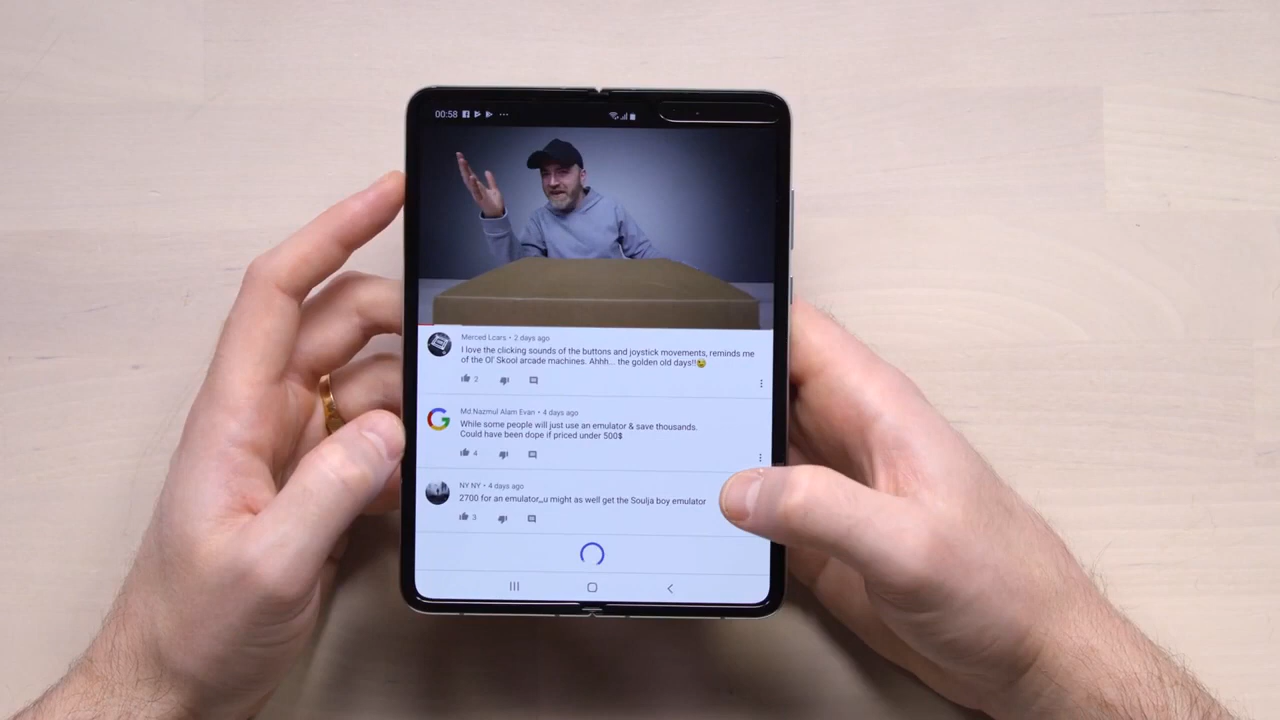 00:58
Merced Lcars • 2 days ago
I love the clicking sounds of the buttons and joystick movements, reminds me
of the Ol' Skool arcade machines. Ahhh... the golden old days!!😉
2
Md.Nazmul Alam Evan • 4 days ago
While some people will just use an emulator & save thousands.
Could have been dope if priced under 500$
4
NY NY • 4 days ago
2700 for an emulator,,,u might as well get the Soulja boy emulator
3